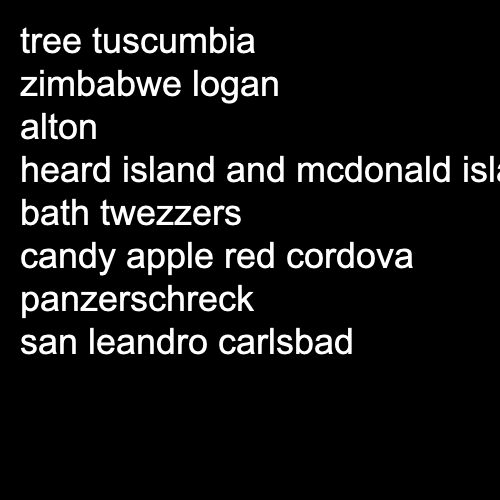 tree tuscumbia
zimbabwe logan
alton
heard island and mcdonald isl
bath twezzers
candy apple red cordova
panzerschreck
san leandro carlsbad